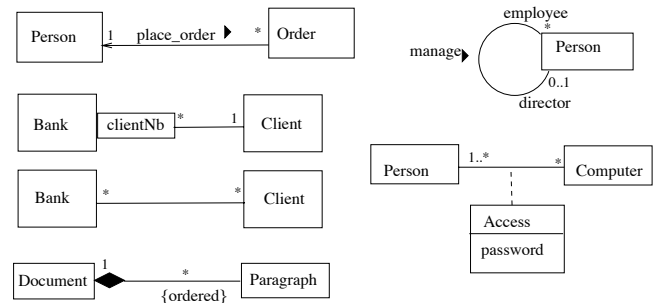 Person
1
place_order
*
Order
Bank
clientNb
*
1
Client
Bank
*
*
Client
Document
1
*
{ordered}
Paragraph
employee
*
Person
manage
0..1
director
Person
1..*
*
Computer
Access
password